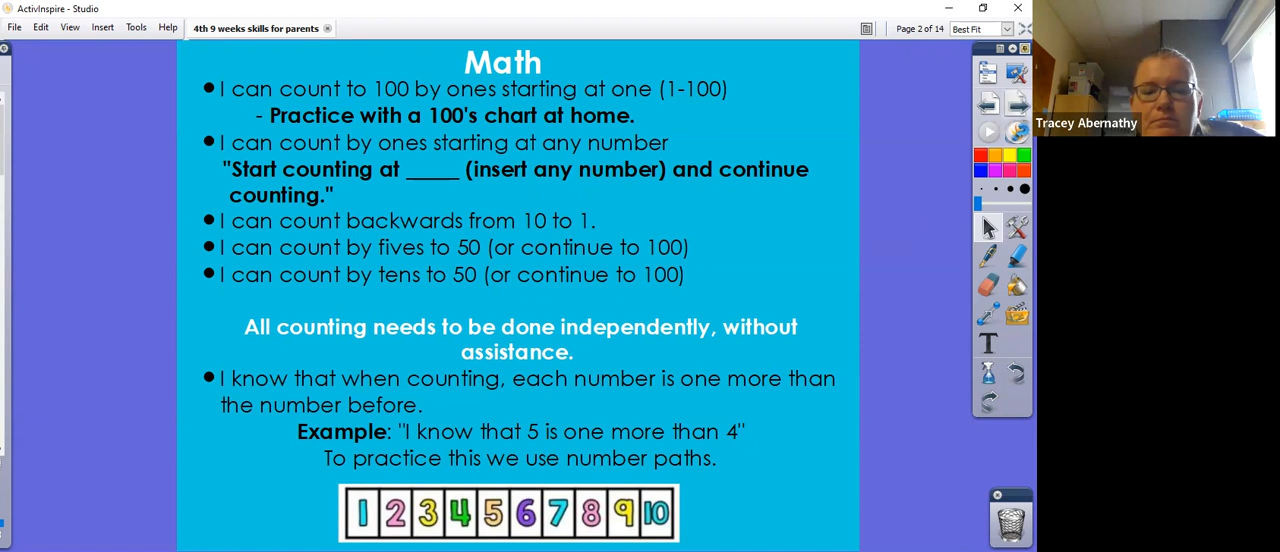 ActivInspire - Studio
File Edit View Insert Tools Help 4th 9 weeks skills for parents Page 2 of 14 Best Fit
Math
I can count to 100 by ones starting at one (1-100)
- Practice with a 100's chart at home.
I can count by ones starting at any number
"Start counting at _____ (insert any number) and continue
counting."
I can count backwards from 10 to 1.
I can count by fives to 50 (or continue to 100)
I can count by tens to 50 (or continue to 100)
All counting needs to be done independently, without
assistance.
I know that when counting, each number is one more than
the number before.
Example: "I know that 5 is one more than 4"
To practice this we use number paths.
1 2 3 4 5 6 7 8 9 10
Tracey Abernathy
T